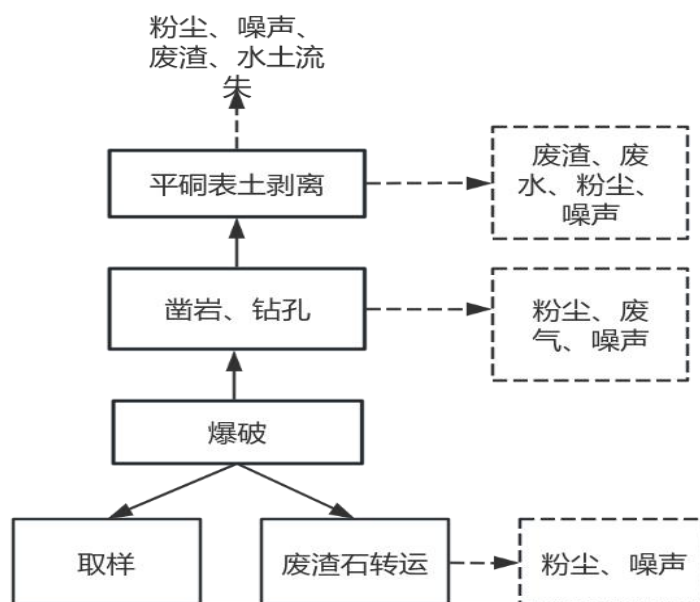 粉尘、噪声、
废渣、水土流
失
平硐表土剥离
废渣、废
水、粉尘、
噪声
凿岩、钻孔
粉尘、废
气、噪声
爆破
取样
废渣石转运
粉尘、噪声